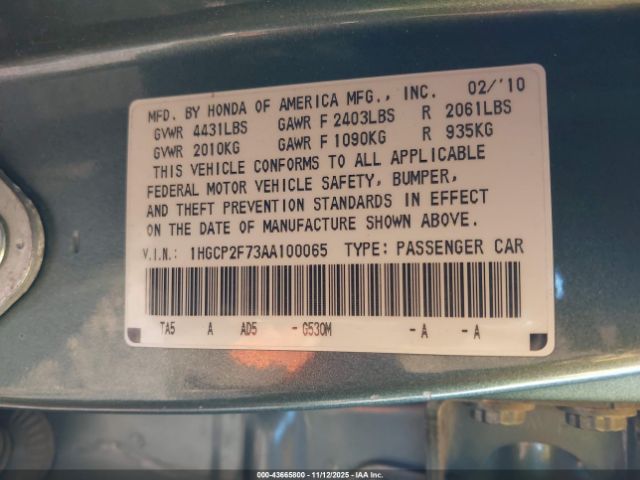 MFD. BY HONDA OF AMERICA MFG., INC. 02/'10
GVWR 4431LBS GAWR F 2403LBS R 2061LBS
GVWR 2010KG GAWR F 1090KG R 935KG
THIS VEHICLE CONFORMS TO ALL APPLICABLE
FEDERAL MOTOR VEHICLE SAFETY, BUMPER,
AND THEFT PREVENTION STANDARDS IN EFFECT
ON THE DATE OF MANUFACTURE SHOWN ABOVE.
V.I.N.: 1HGCP2F73AA100065 TYPE: PASSENGER CAR
TA5 A AD5 - G530M - A - A
000-43665800 - 11/12/2025 - IAAI.COM